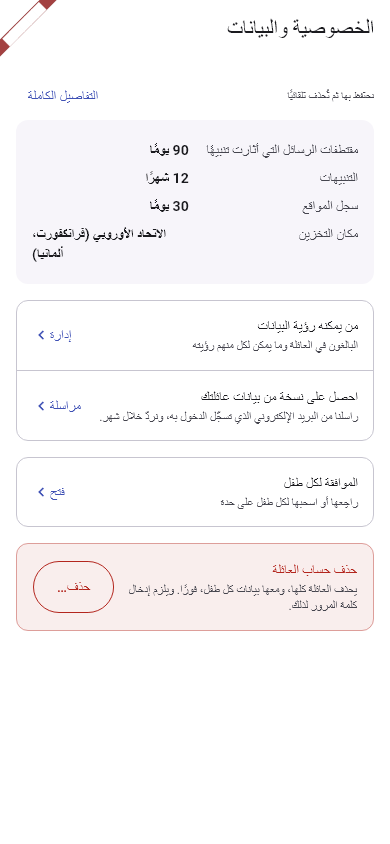 الخصوصية والبيانات
نحتفظ بها ثم تُحذف تلقائيًّا
التفاصيل الكاملة
مقتطفات الرسائل التي أثارت تنبيهًا 90 يومًا
التنبيهات 12 شهرًا
سجل المواقع 30 يومًا
مكان التخزين الاتحاد الأوروبي (فرانكفورت، ألمانيا)
من يمكنه رؤية البيانات
البالغون في العائلة وما يمكن لكل منهم رؤيته
إدارة
احصل على نسخة من بيانات عائلتك
راسلنا من البريد الإلكتروني الذي تسجّل الدخول به، ونردّ خلال شهر.
مراسلة
الموافقة لكل طفل
راجعها أو اسحبها لكل طفل على حدة
فتح
حذف حساب العائلة
يحذف العائلة كلها، ومعها بيانات كل طفل، فورًا. ويلزم إدخال
كلمة المرور لذلك.
حذف...